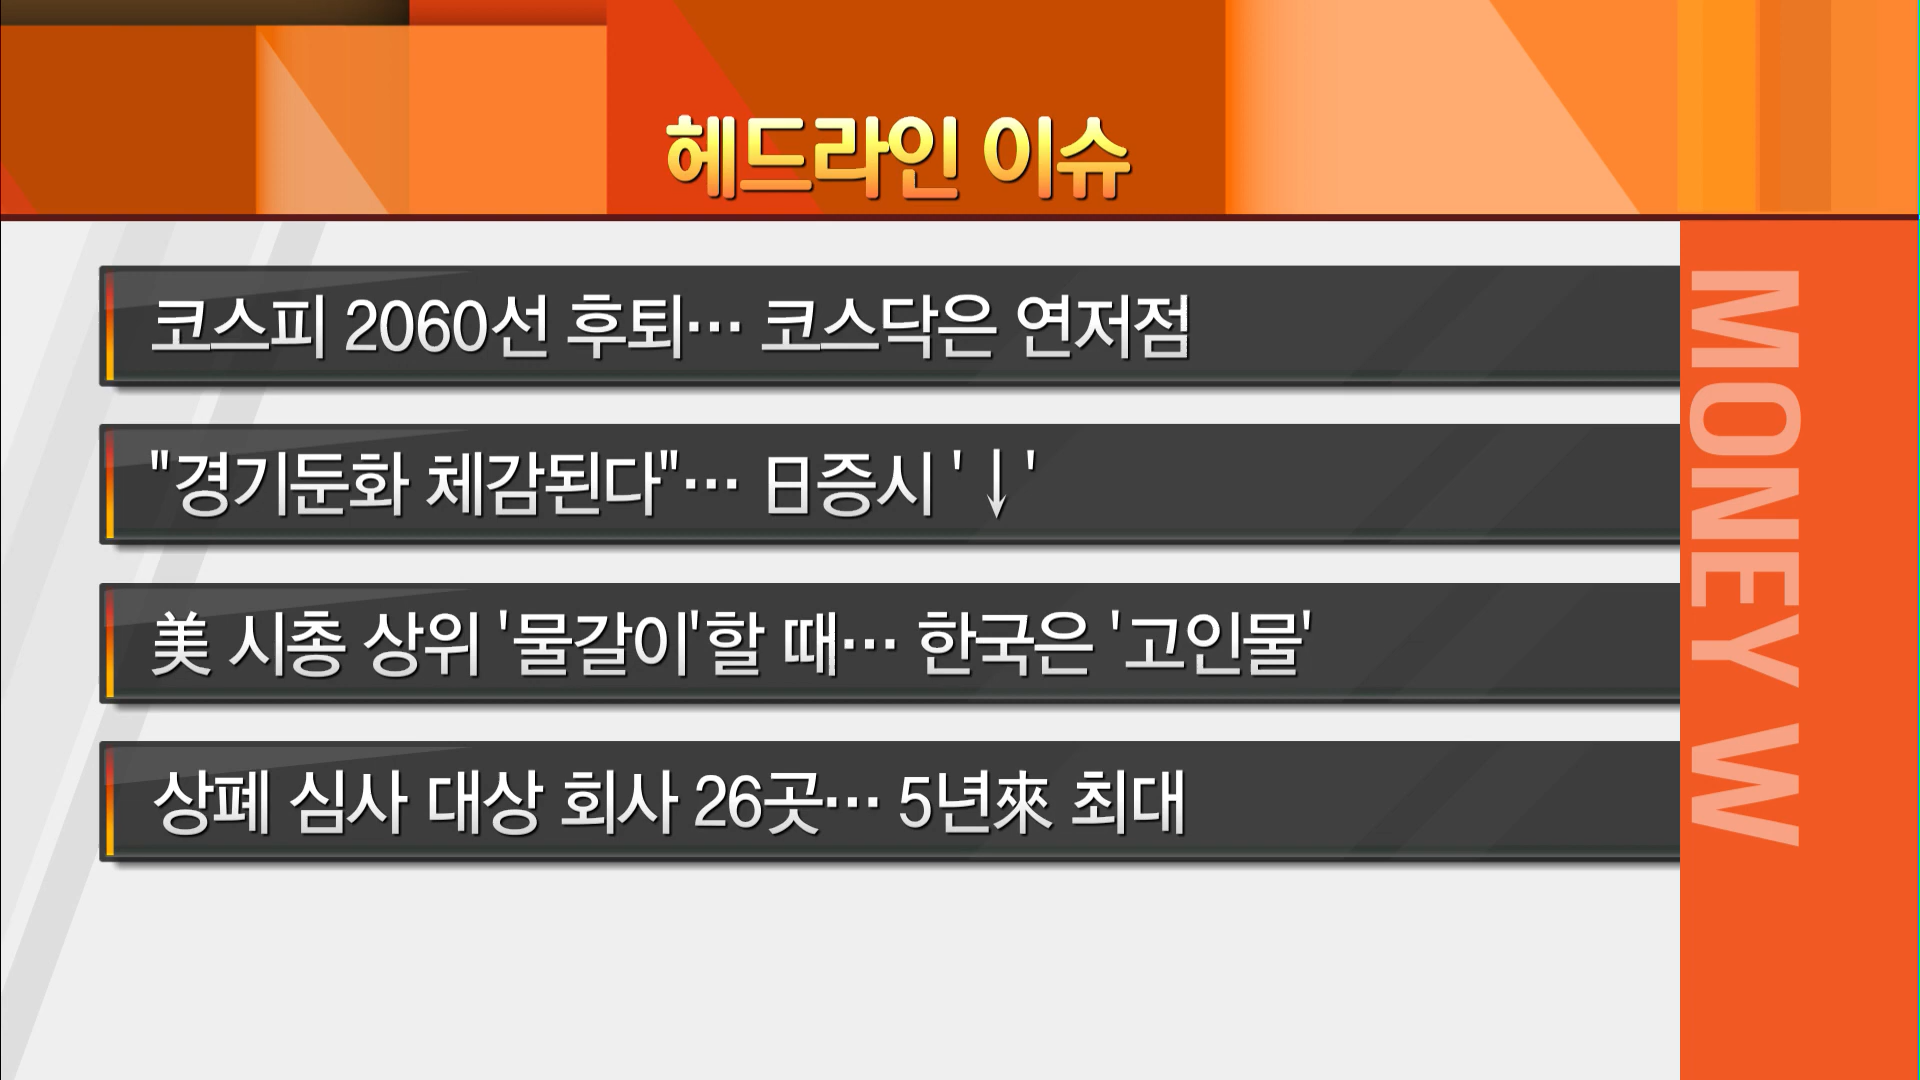 헤드라인 이슈
코스피 2060선 후퇴… 코스닥은 연저점
"경기둔화 체감된다"… 日증시 '↓'
美 시총 상위 '물갈이'할 때… 한국은 '고인물'
상폐 심사 대상 회사 26곳… 5년來 최대
MONEY W